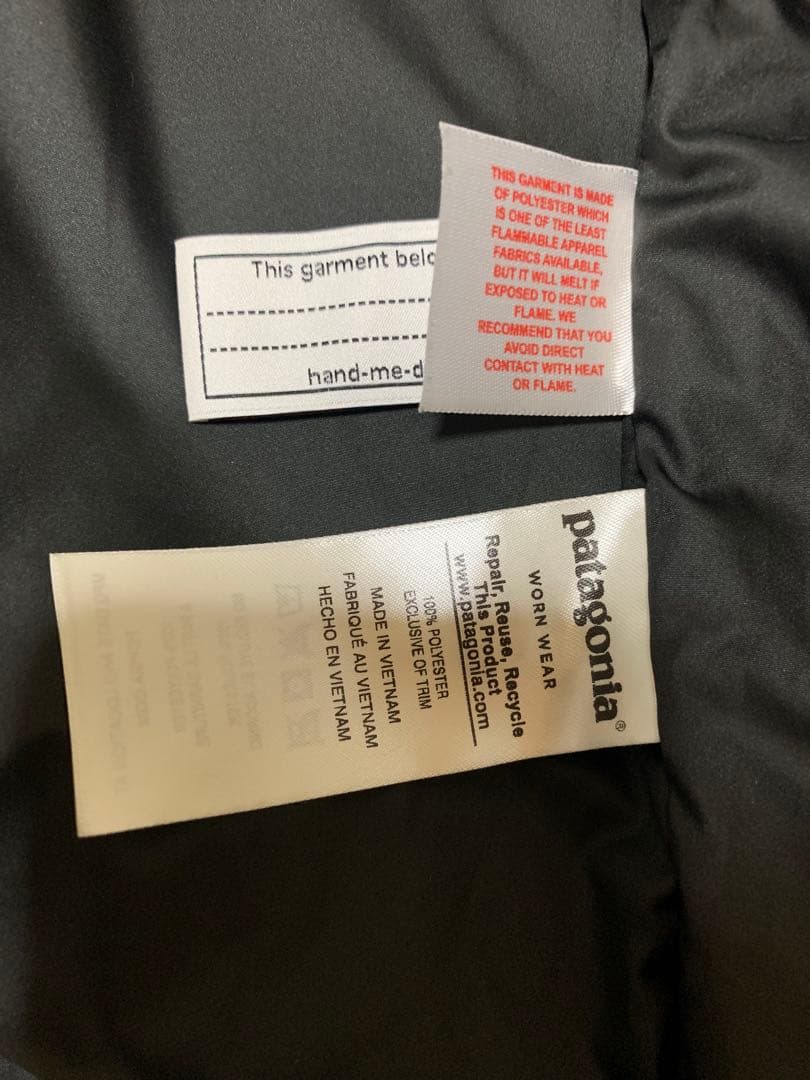 This garment
hand-me-d
THIS GARMENT IS MADE
OF POLYESTER WHICH
IS ONE OF THE LEAST
FLAMMABLE APPAREL
FABRICS AVAILABLE,
BUT IT WILL MELT IF
EXPOSED TO HEAT OR
FLAME. WE
RECOMMEND THAT YOU
AVOID DIRECT
CONTACT WITH HEAT
OR FLAME.
patagonia®
WORN WEAR
Repair, Reuse, Recycle
This Product
www.patagonia.com
100% POLYESTER
EXCLUSIVE OF TRIM
MADE IN VIETNAM
FABRIQUÉ AU VIETNAM
HECHO EN VIETNAM